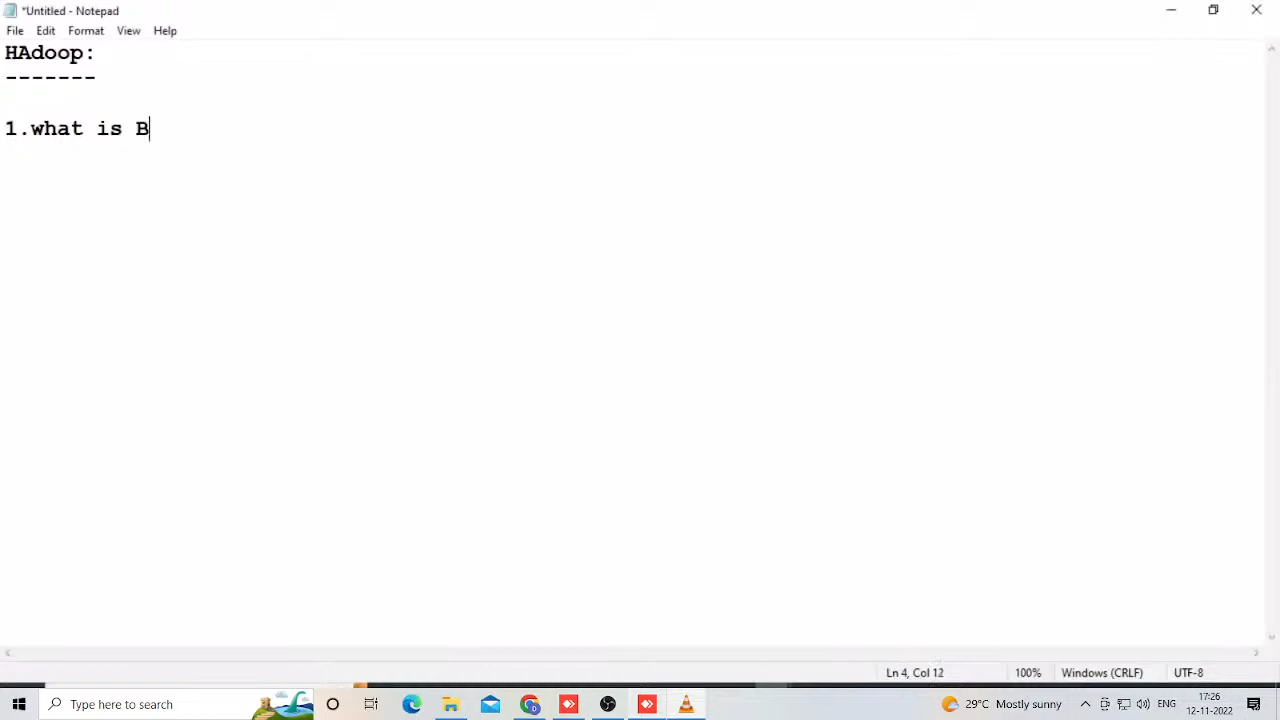 *Untitled - Notepad
File Edit Format View Help
HAdoop:
-------
1.what is B
Ln 4, Col 12 100% Windows (CRLF) UTF-8
Type here to search 29°C Mostly sunny ENG 17:26
12-11-2022